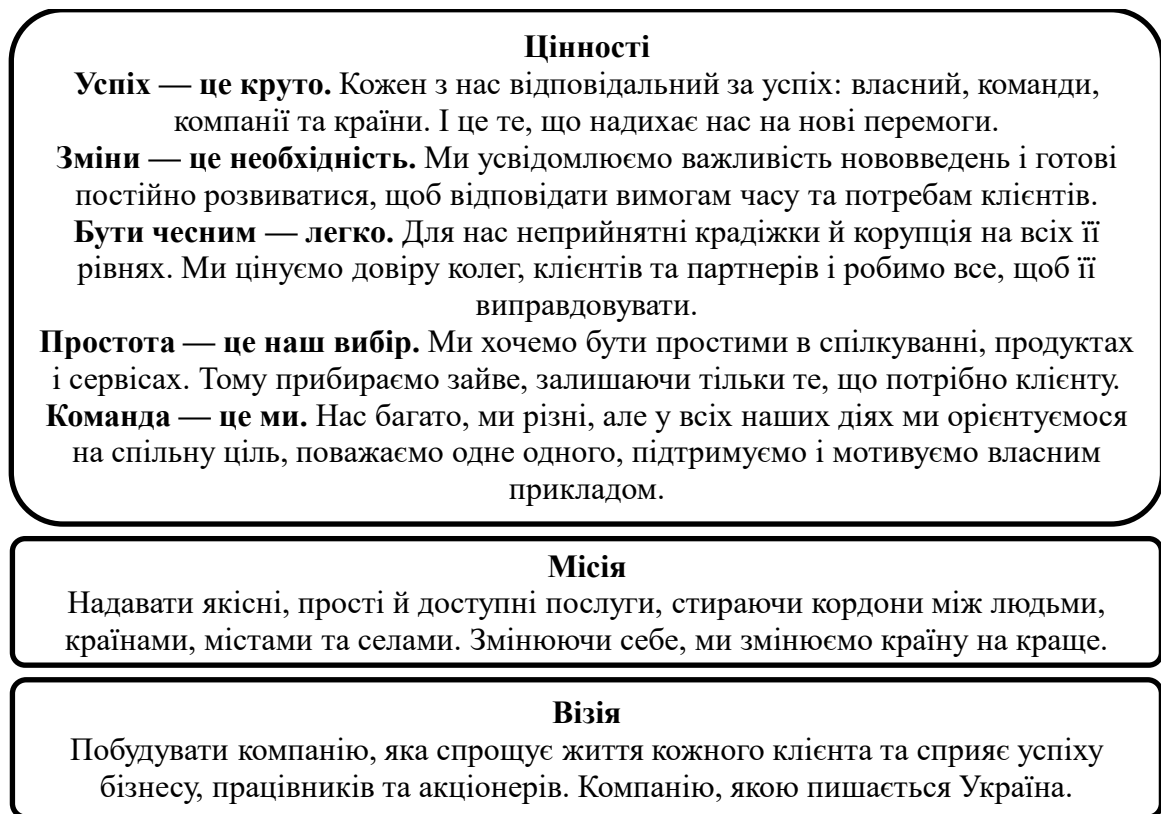 Цінності
Успіх — це круто. Кожен з нас відповідальний за успіх: власний, команди,
компанії та країни. І це те, що надихає нас на нові перемоги.
Зміни — це необхідність. Ми усвідомлюємо важливість нововведень і готові
постійно розвиватися, щоб відповідати вимогам часу та потребам клієнтів.
Бути чесним — легко. Для нас неприйнятні крадіжки й корупція на всіх її
рівнях. Ми цінуємо довіру колег, клієнтів та партнерів і робимо все, щоб її
виправдовувати.
Простота — це наш вибір. Ми хочемо бути простими в спілкуванні, продуктах
і сервісах. Тому прибираємо зайве, залишаючи тільки те, що потрібно клієнту.
Команда — це ми. Нас багато, ми різні, але у всіх наших діях ми орієнтуємося
на спільну ціль, поважаємо одне одного, підтримуємо і мотивуємо власним
прикладом.
Місія
Надавати якісні, прості й доступні послуги, стираючи кордони між людьми,
країнами, містами та селами. Змінюючи себе, ми змінюємо країну на краще.
Візія
Побудувати компанію, яка спрощує життя кожного клієнта та сприяє успіху
бізнесу, працівників та акціонерів. Компанію, якою пишається Україна.